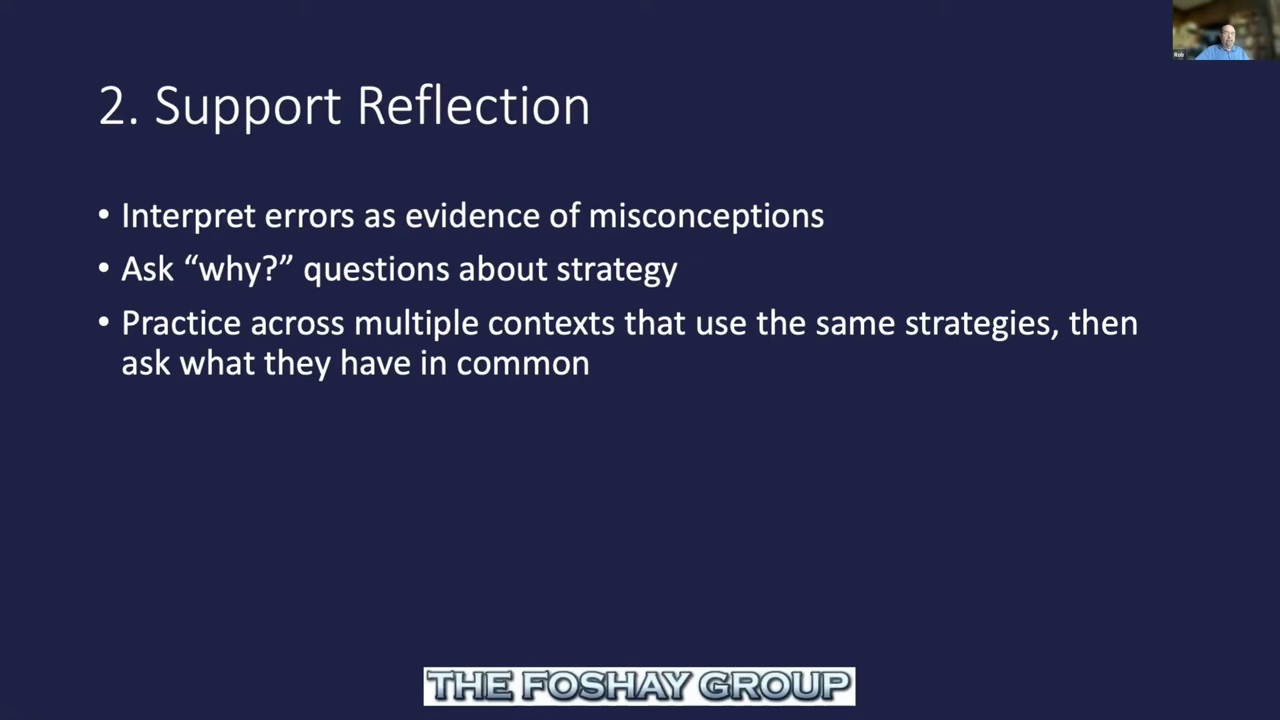 Rob
2. Support Reflection
• Interpret errors as evidence of misconceptions
• Ask “why?” questions about strategy
• Practice across multiple contexts that use the same strategies, then
ask what they have in common
THE FOSHAY GROUP